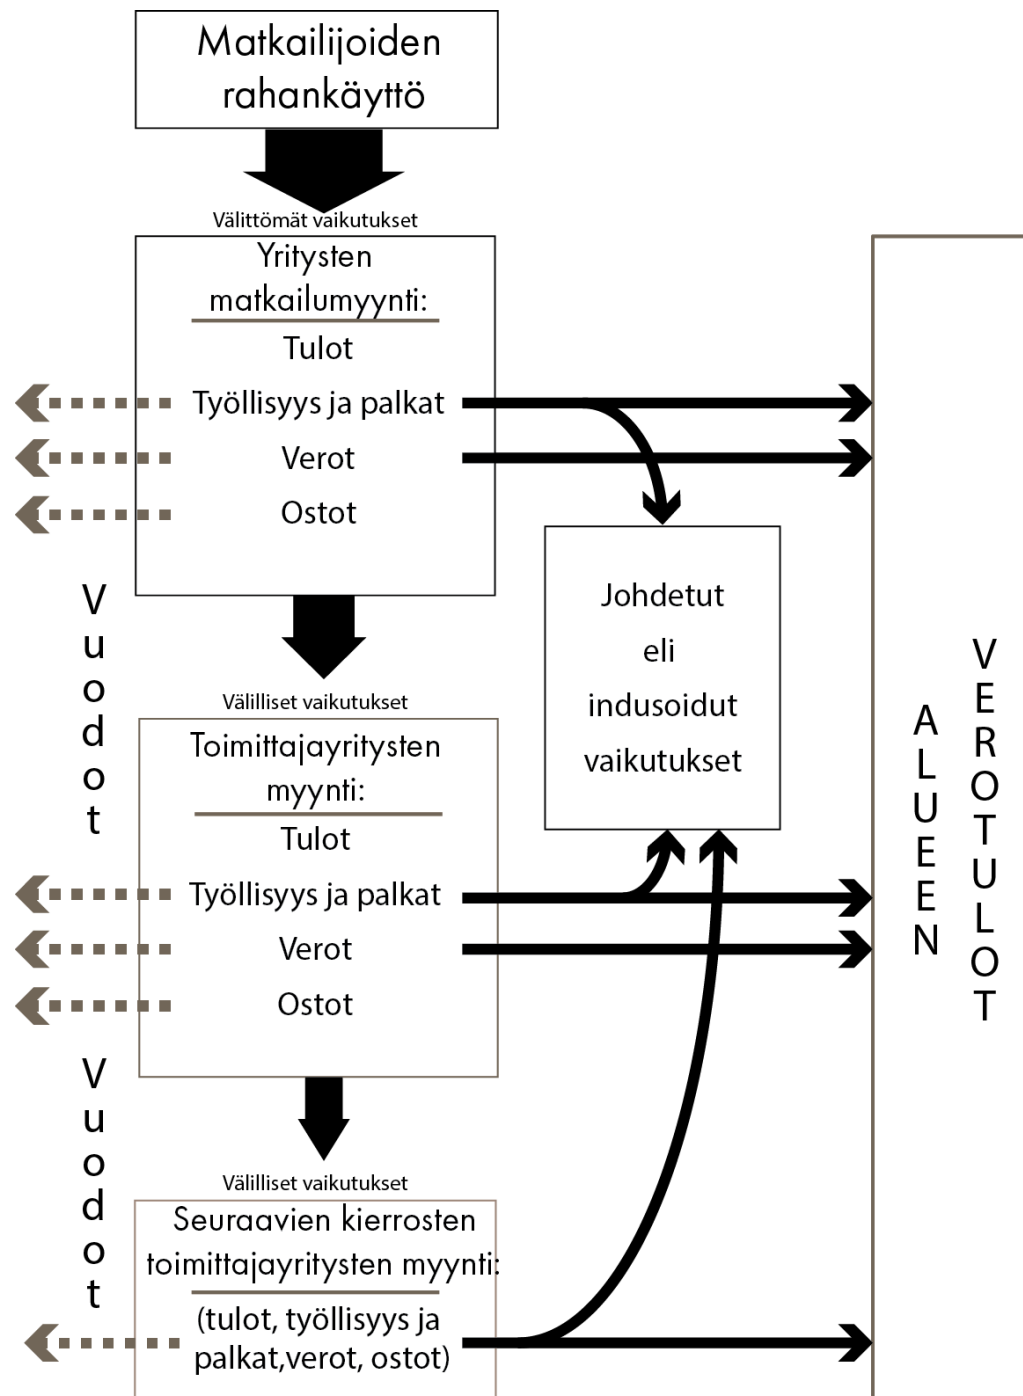 Matkailijoiden
rahankäyttö
Välittömät vaikutukset
Yritysten
matkailumyynti:
Tulot
Työllisyys ja palkat
Verot
Ostot
Vuodot
Johdetut
eli
indusoidut
vaikutukset
Välilliset vaikutukset
Toimittajayritysten
myynti:
Tulot
Työllisyys ja palkat
Verot
Ostot
Vuodot
Välilliset vaikutukset
Seuraavien kierrosten
toimittajayritysten myynti:
(tulot, työllisyys ja
palkat,verot, ostot)
ALUEEN
VEROTULOT